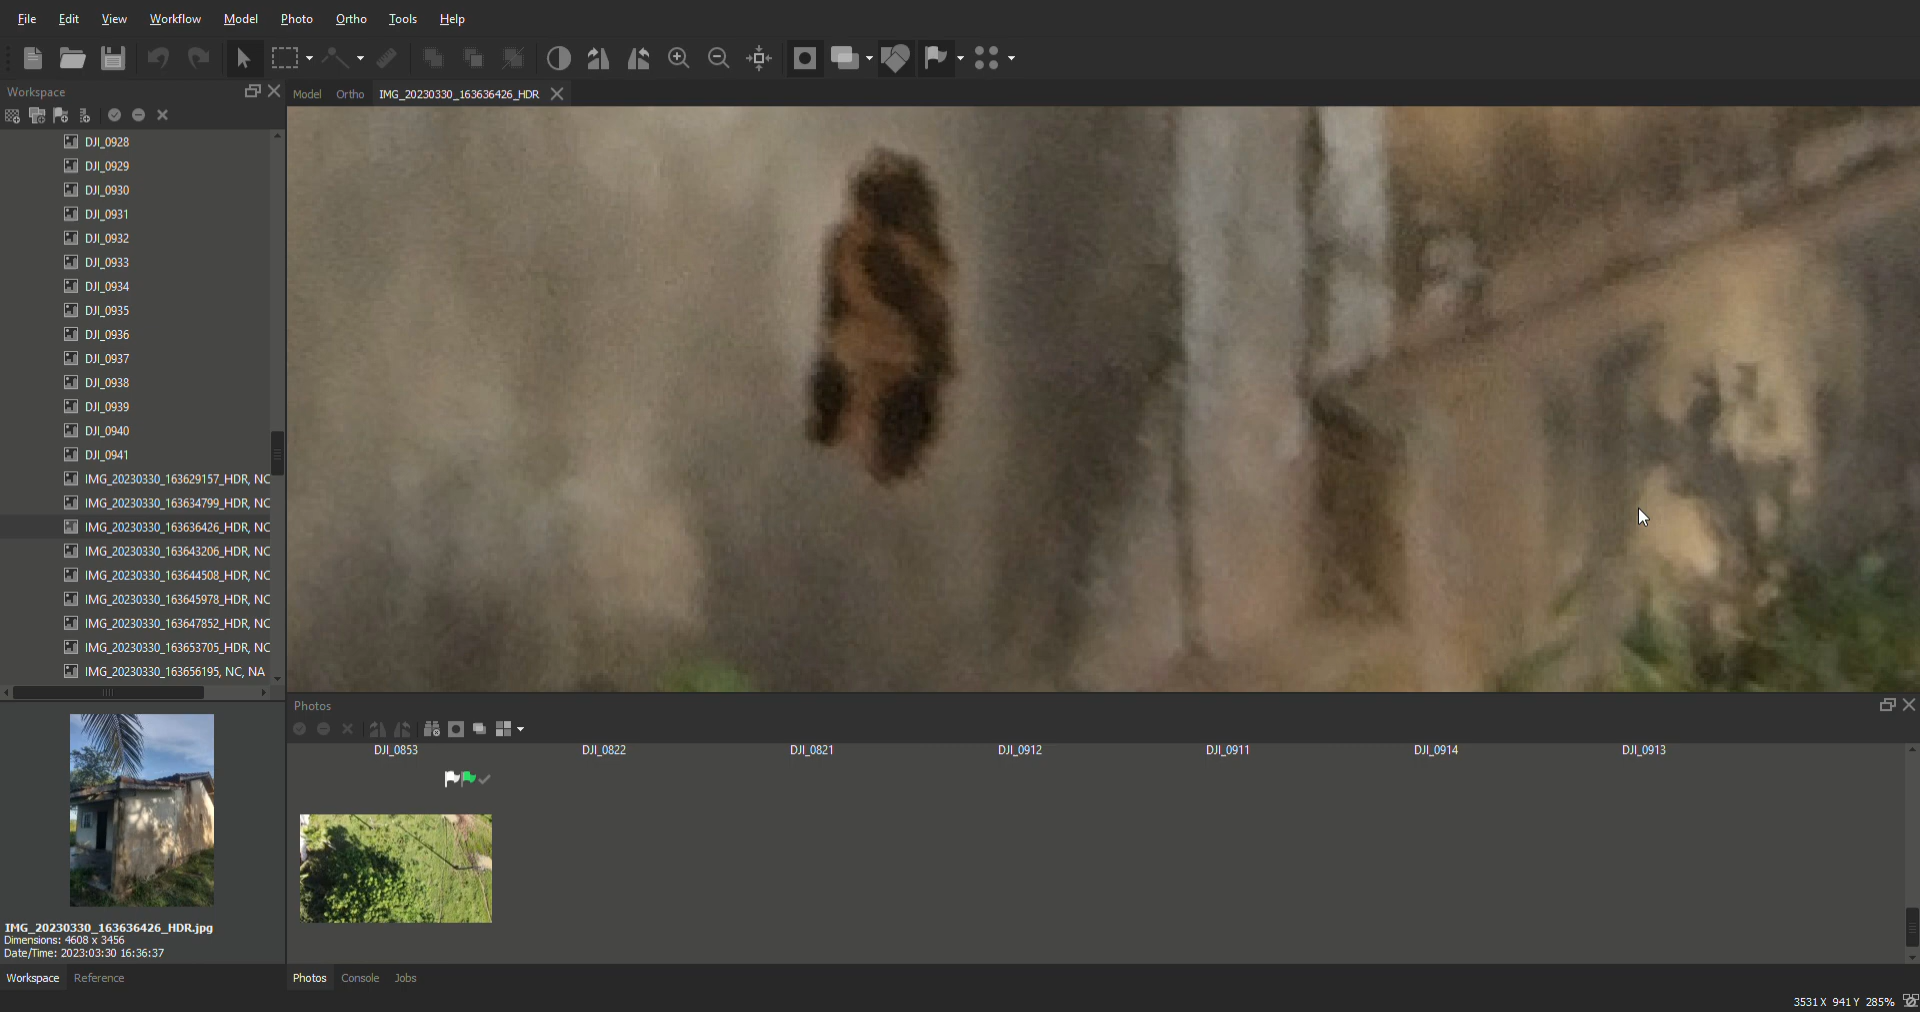 File Edit View Workflow Model Photo Ortho Tools Help
Workspace
Model Ortho IMG_20230330_163636426_HDR
DJI_0928
DJI_0929
DJI_0930
DJI_0931
DJI_0932
DJI_0933
DJI_0934
DJI_0935
DJI_0936
DJI_0937
DJI_0938
DJI_0939
DJI_0940
DJI_0941
IMG_20230330_163629157_HDR, NC
IMG_20230330_163634799_HDR, NC
IMG_20230330_163636426_HDR, NC
IMG_20230330_163643206_HDR, NC
IMG_20230330_163644508_HDR, NC
IMG_20230330_163645978_HDR, NC
IMG_20230330_163647852_HDR, NC
IMG_20230330_163653705_HDR, NC
IMG_20230330_163656195, NC, NA
IMG_20230330_163636426_HDR.jpg
Dimensions: 4608 x 3456
Date/Time: 2023:03:30 16:36:37
Workspace Reference
Photos
DJI_0853 DJI_0822 DJI_0821 DJI_0912 DJI_0911 DJI_0914 DJI_0913
Photos Console Jobs
3531 X 941 Y 285%